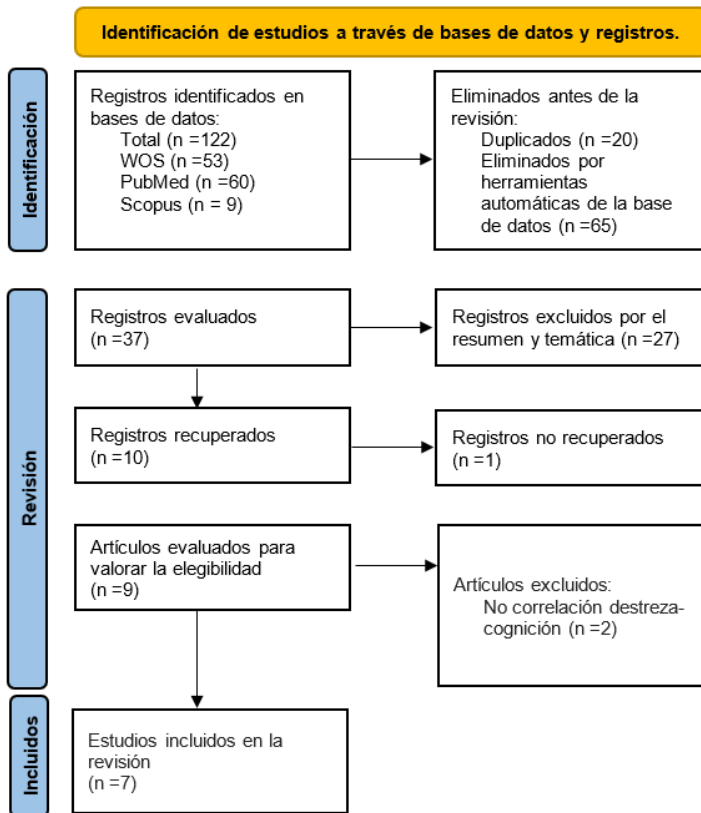 Identificación de estudios a través de bases de datos y registros.
Identificación
Registros identificados en
bases de datos:
Total (n =122)
WOS (n =53)
PubMed (n =60)
Scopus (n = 9)
Eliminados antes de la
revisión:
Duplicados (n =20)
Eliminados por
herramientas
automáticas de la base
de datos (n =65)
Revisión
Registros evaluados
(n =37)
Registros excluidos por el
resumen y temática (n =27)
Registros recuperados
(n =10)
Registros no recuperados
(n =1)
Artículos evaluados para
valorar la elegibilidad
(n =9)
Artículos excluidos:
No correlación destreza-
cognición (n =2)
Incluidos
Estudios incluidos en la
revisión
(n =7)